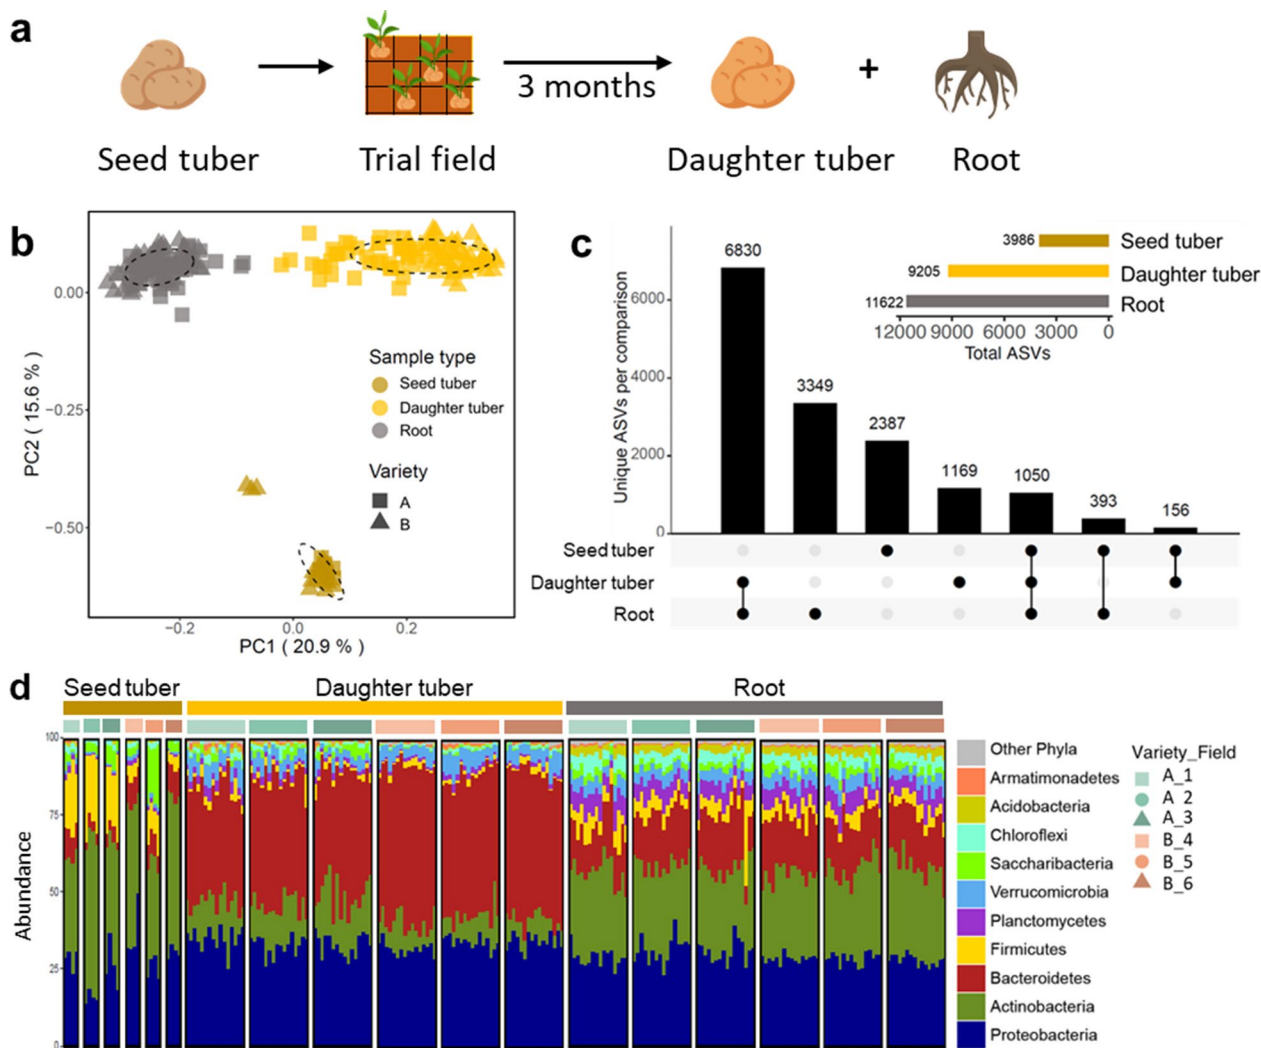 a
3 months
+
Seed tuber
Trial field
Daughter tuber
Root
b
0.00
−0.25
−0.50
PC2 ( 15.6 % )
−0.2
0.0
0.2
PC1 ( 20.9 % )
Sample type
Seed tuber
Daughter tuber
Root
Variety
A
B
c
6830
3349
2387
1169
1050
393
156
Unique ASVs per comparison
6000
4000
2000
0
3986
Seed tuber
9205
Daughter tuber
11622
Root
12000 9000 6000 3000 0
Total ASVs
Seed tuber
Daughter tuber
Root
d
Seed tuber
Daughter tuber
Root
Abundance
100
75
50
25
0
Other Phyla
Armatimonadetes
Acidobacteria
Chloroflexi
Saccharibacteria
Verrucomicrobia
Planctomycetes
Firmicutes
Bacteroidetes
Actinobacteria
Proteobacteria
Variety_Field
A_1
A_2
A_3
B_4
B_5
B_6